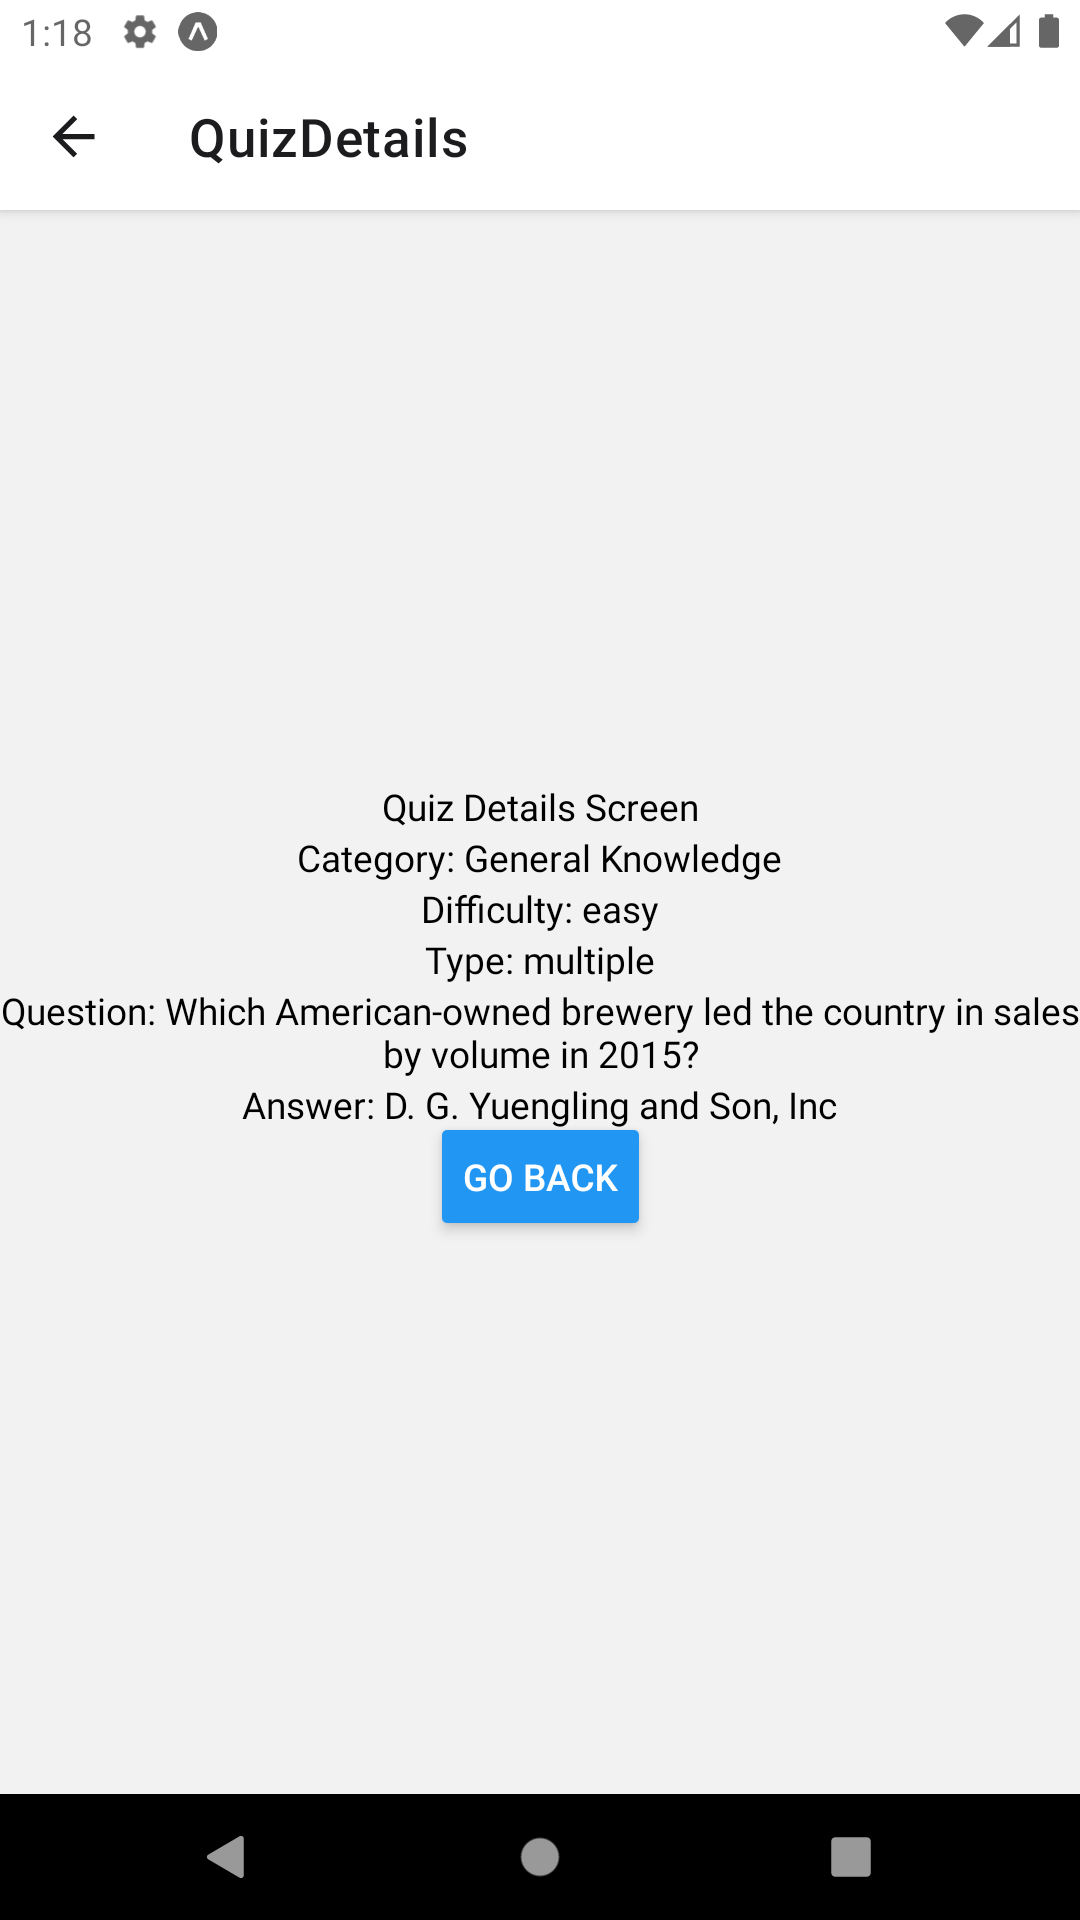 1:18
QuizDetails
Quiz Details Screen
Category: General Knowledge
Difficulty: easy
Type: multiple
Question: Which American-owned brewery led the country in sales
by volume in 2015?
Answer: D. G. Yuengling and Son, Inc
GO BACK